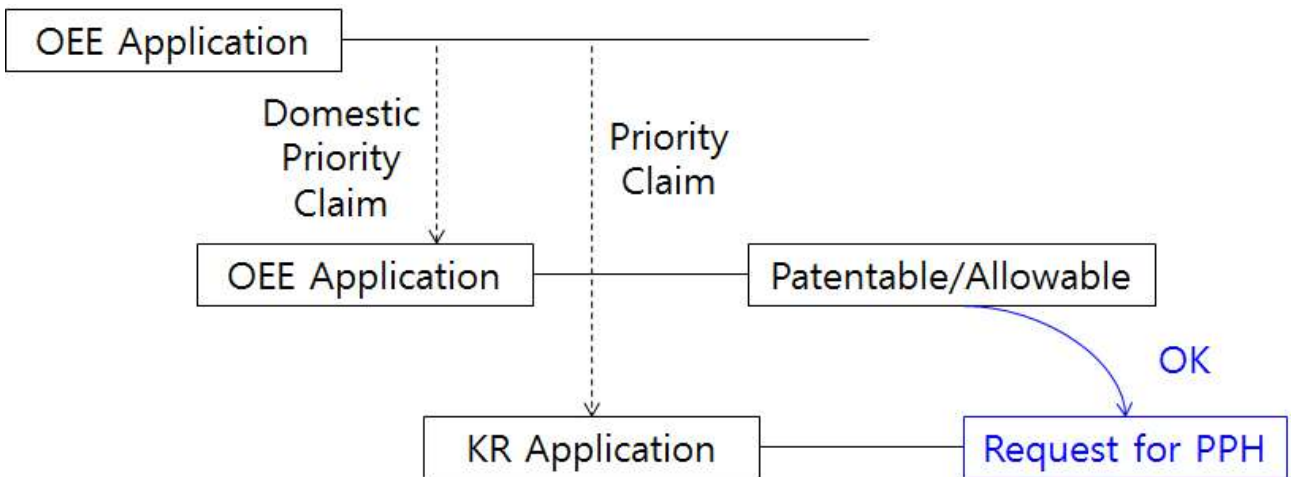 OEE Application
Domestic
Priority
Claim
Priority
Claim
OEE Application
Patentable/Allowable
OK
KR Application
Request for PPH